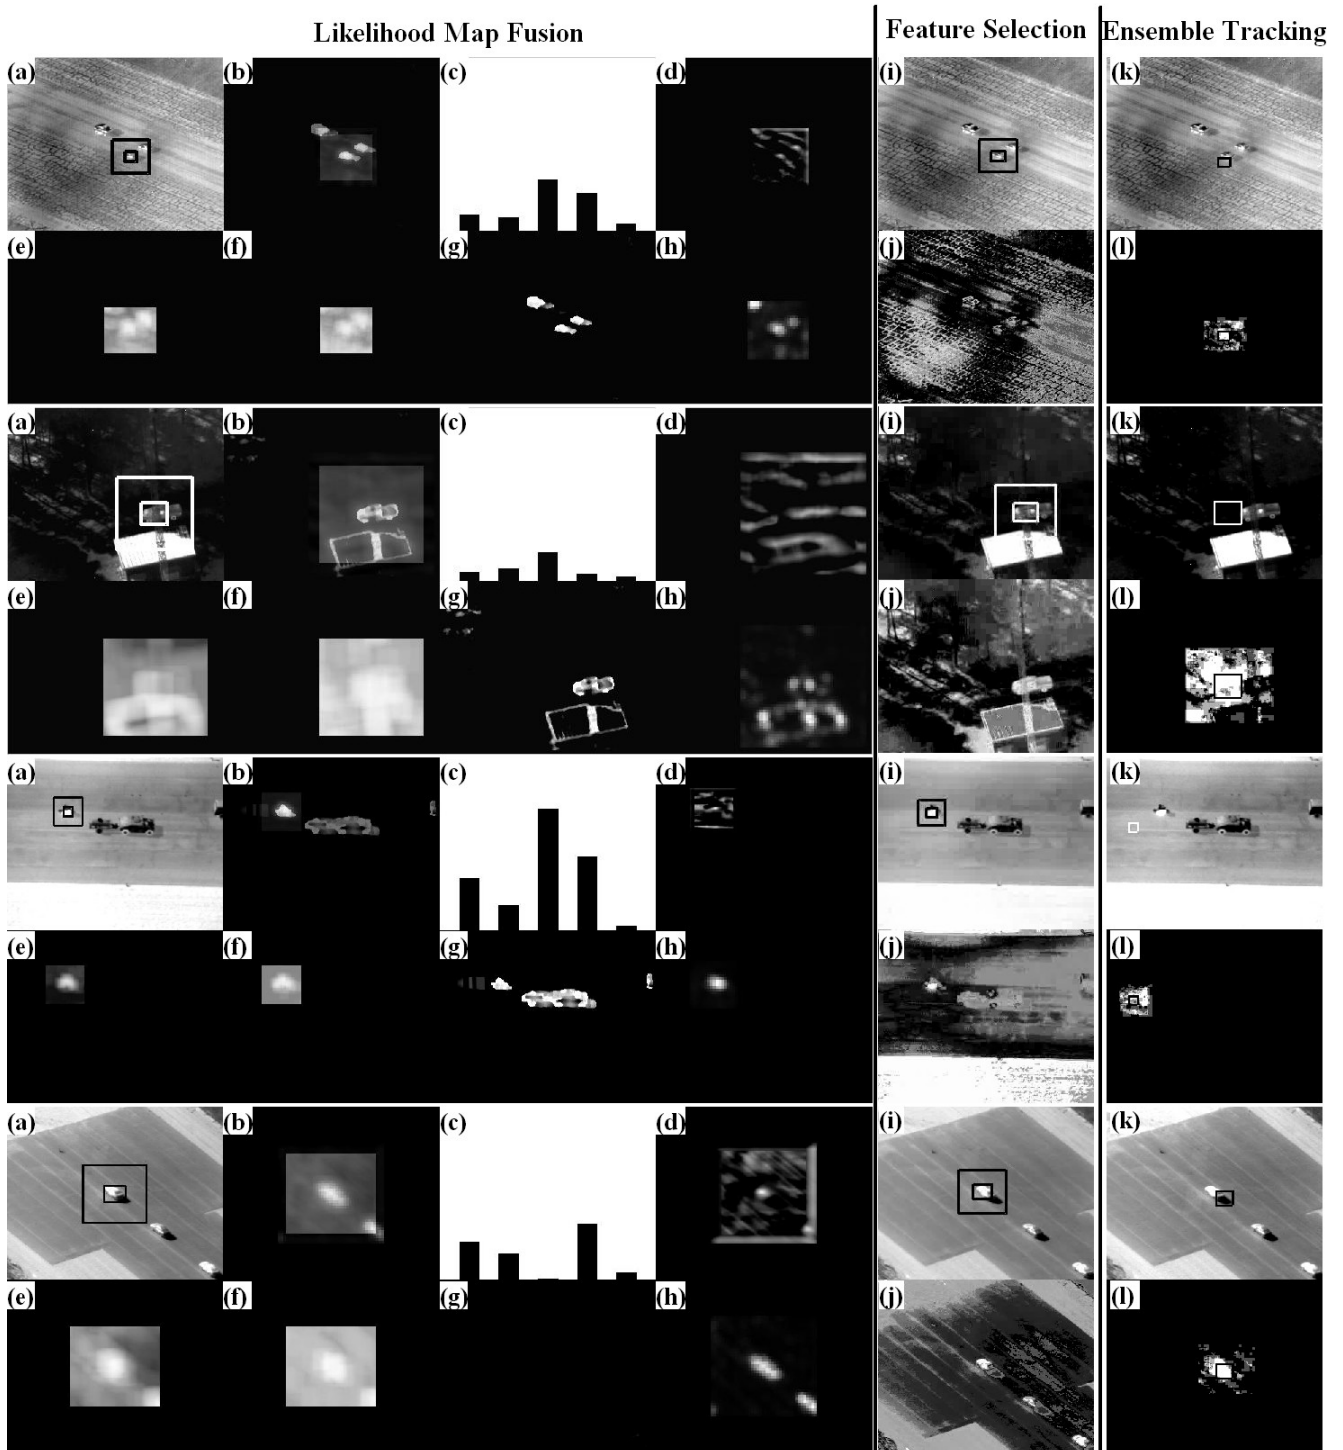 Likelihood Map Fusion Feature Selection Ensemble Tracking
(a) (b) (c) (d) (i) (k)
(e) (f) (g) (h) (j) (l)
(a) (b) (c) (d) (i) (k)
(e) (f) (g) (h) (j) (l)
(a) (b) (c) (d) (i) (k)
(e) (f) (g) (h) (j) (l)
(a) (b) (c) (d) (i) (k)
(e) (f) (g) (h) (j) (l)